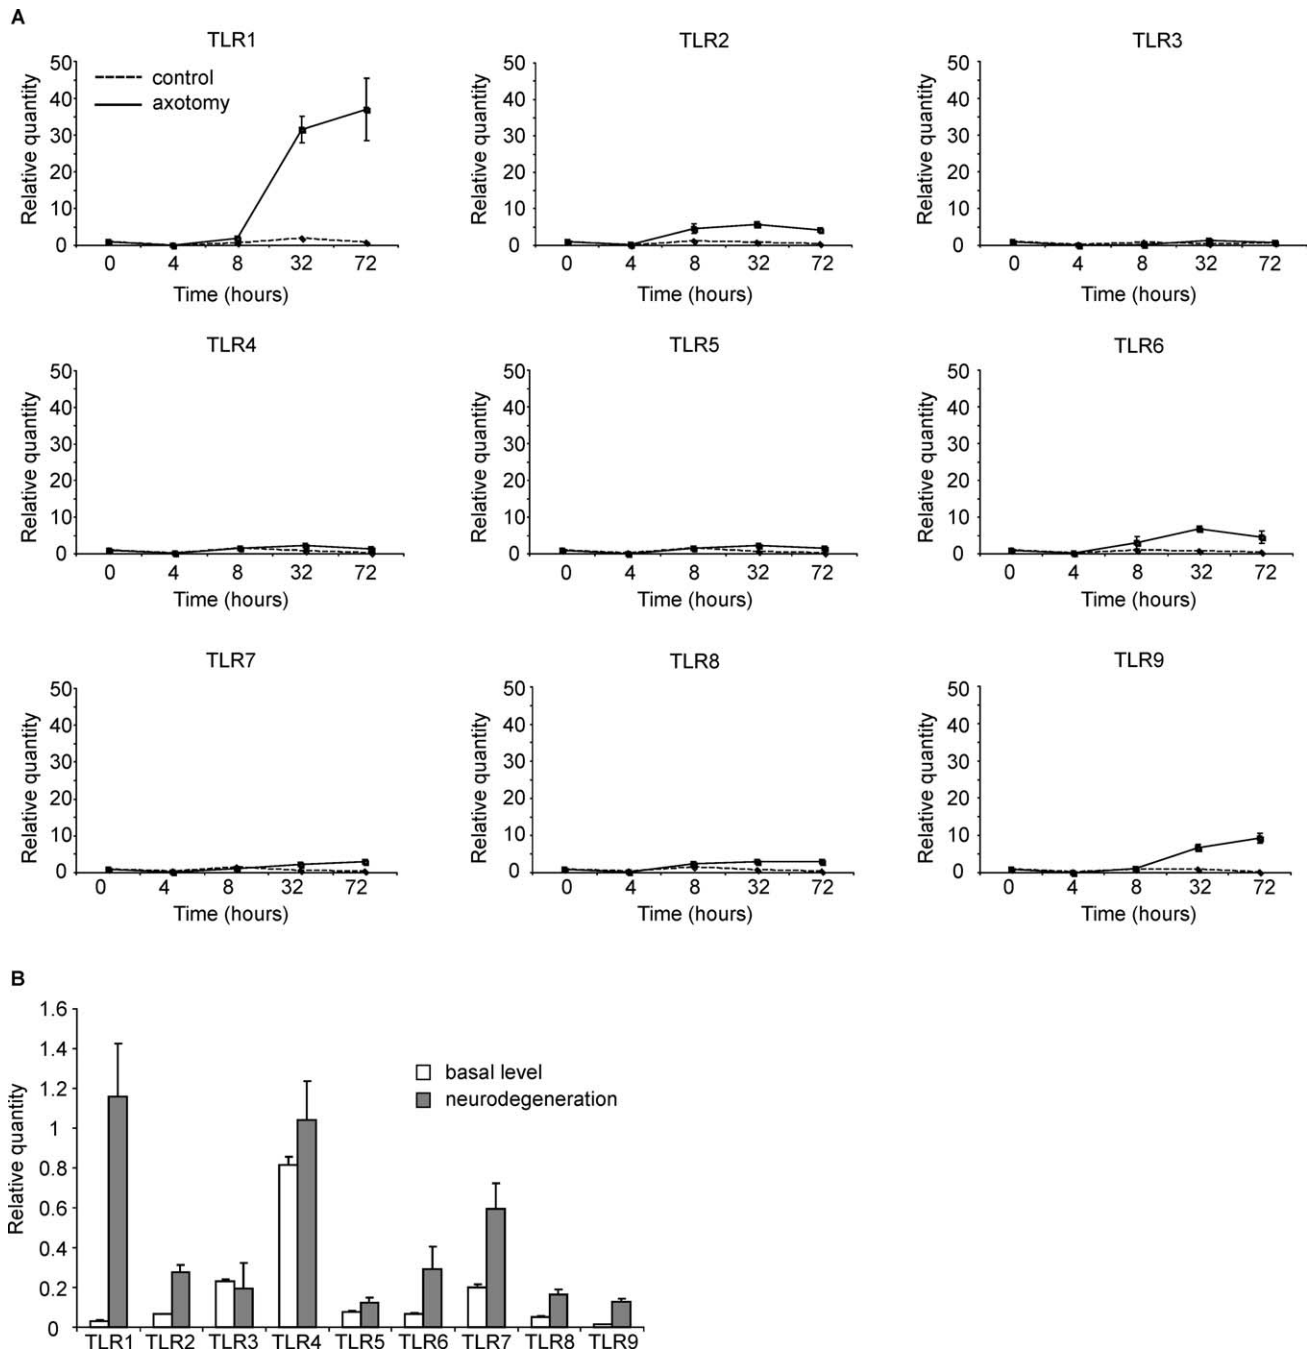 A
TLR1
50
40
30
20
10
0
Relative quantity
control
axotomy
0 4 8 32 72
Time (hours)
TLR2
50
40
30
20
10
0
Relative quantity
0 4 8 32 72
Time (hours)
TLR3
50
40
30
20
10
0
Relative quantity
0 4 8 32 72
Time (hours)
TLR4
50
40
30
20
10
0
Relative quantity
0 4 8 32 72
Time (hours)
TLR5
50
40
30
20
10
0
Relative quantity
0 4 8 32 72
Time (hours)
TLR6
50
40
30
20
10
0
Relative quantity
0 4 8 32 72
Time (hours)
TLR7
50
40
30
20
10
0
Relative quantity
0 4 8 32 72
Time (hours)
TLR8
50
40
30
20
10
0
Relative quantity
0 4 8 32 72
Time (hours)
TLR9
50
40
30
20
10
0
Relative quantity
0 4 8 32 72
Time (hours)
B
1.6
1.4
1.2
1
0.8
0.6
0.4
0.2
0
Relative quantity
basal level
neurodegeneration
TLR1 TLR2 TLR3 TLR4 TLR5 TLR6 TLR7 TLR8 TLR9